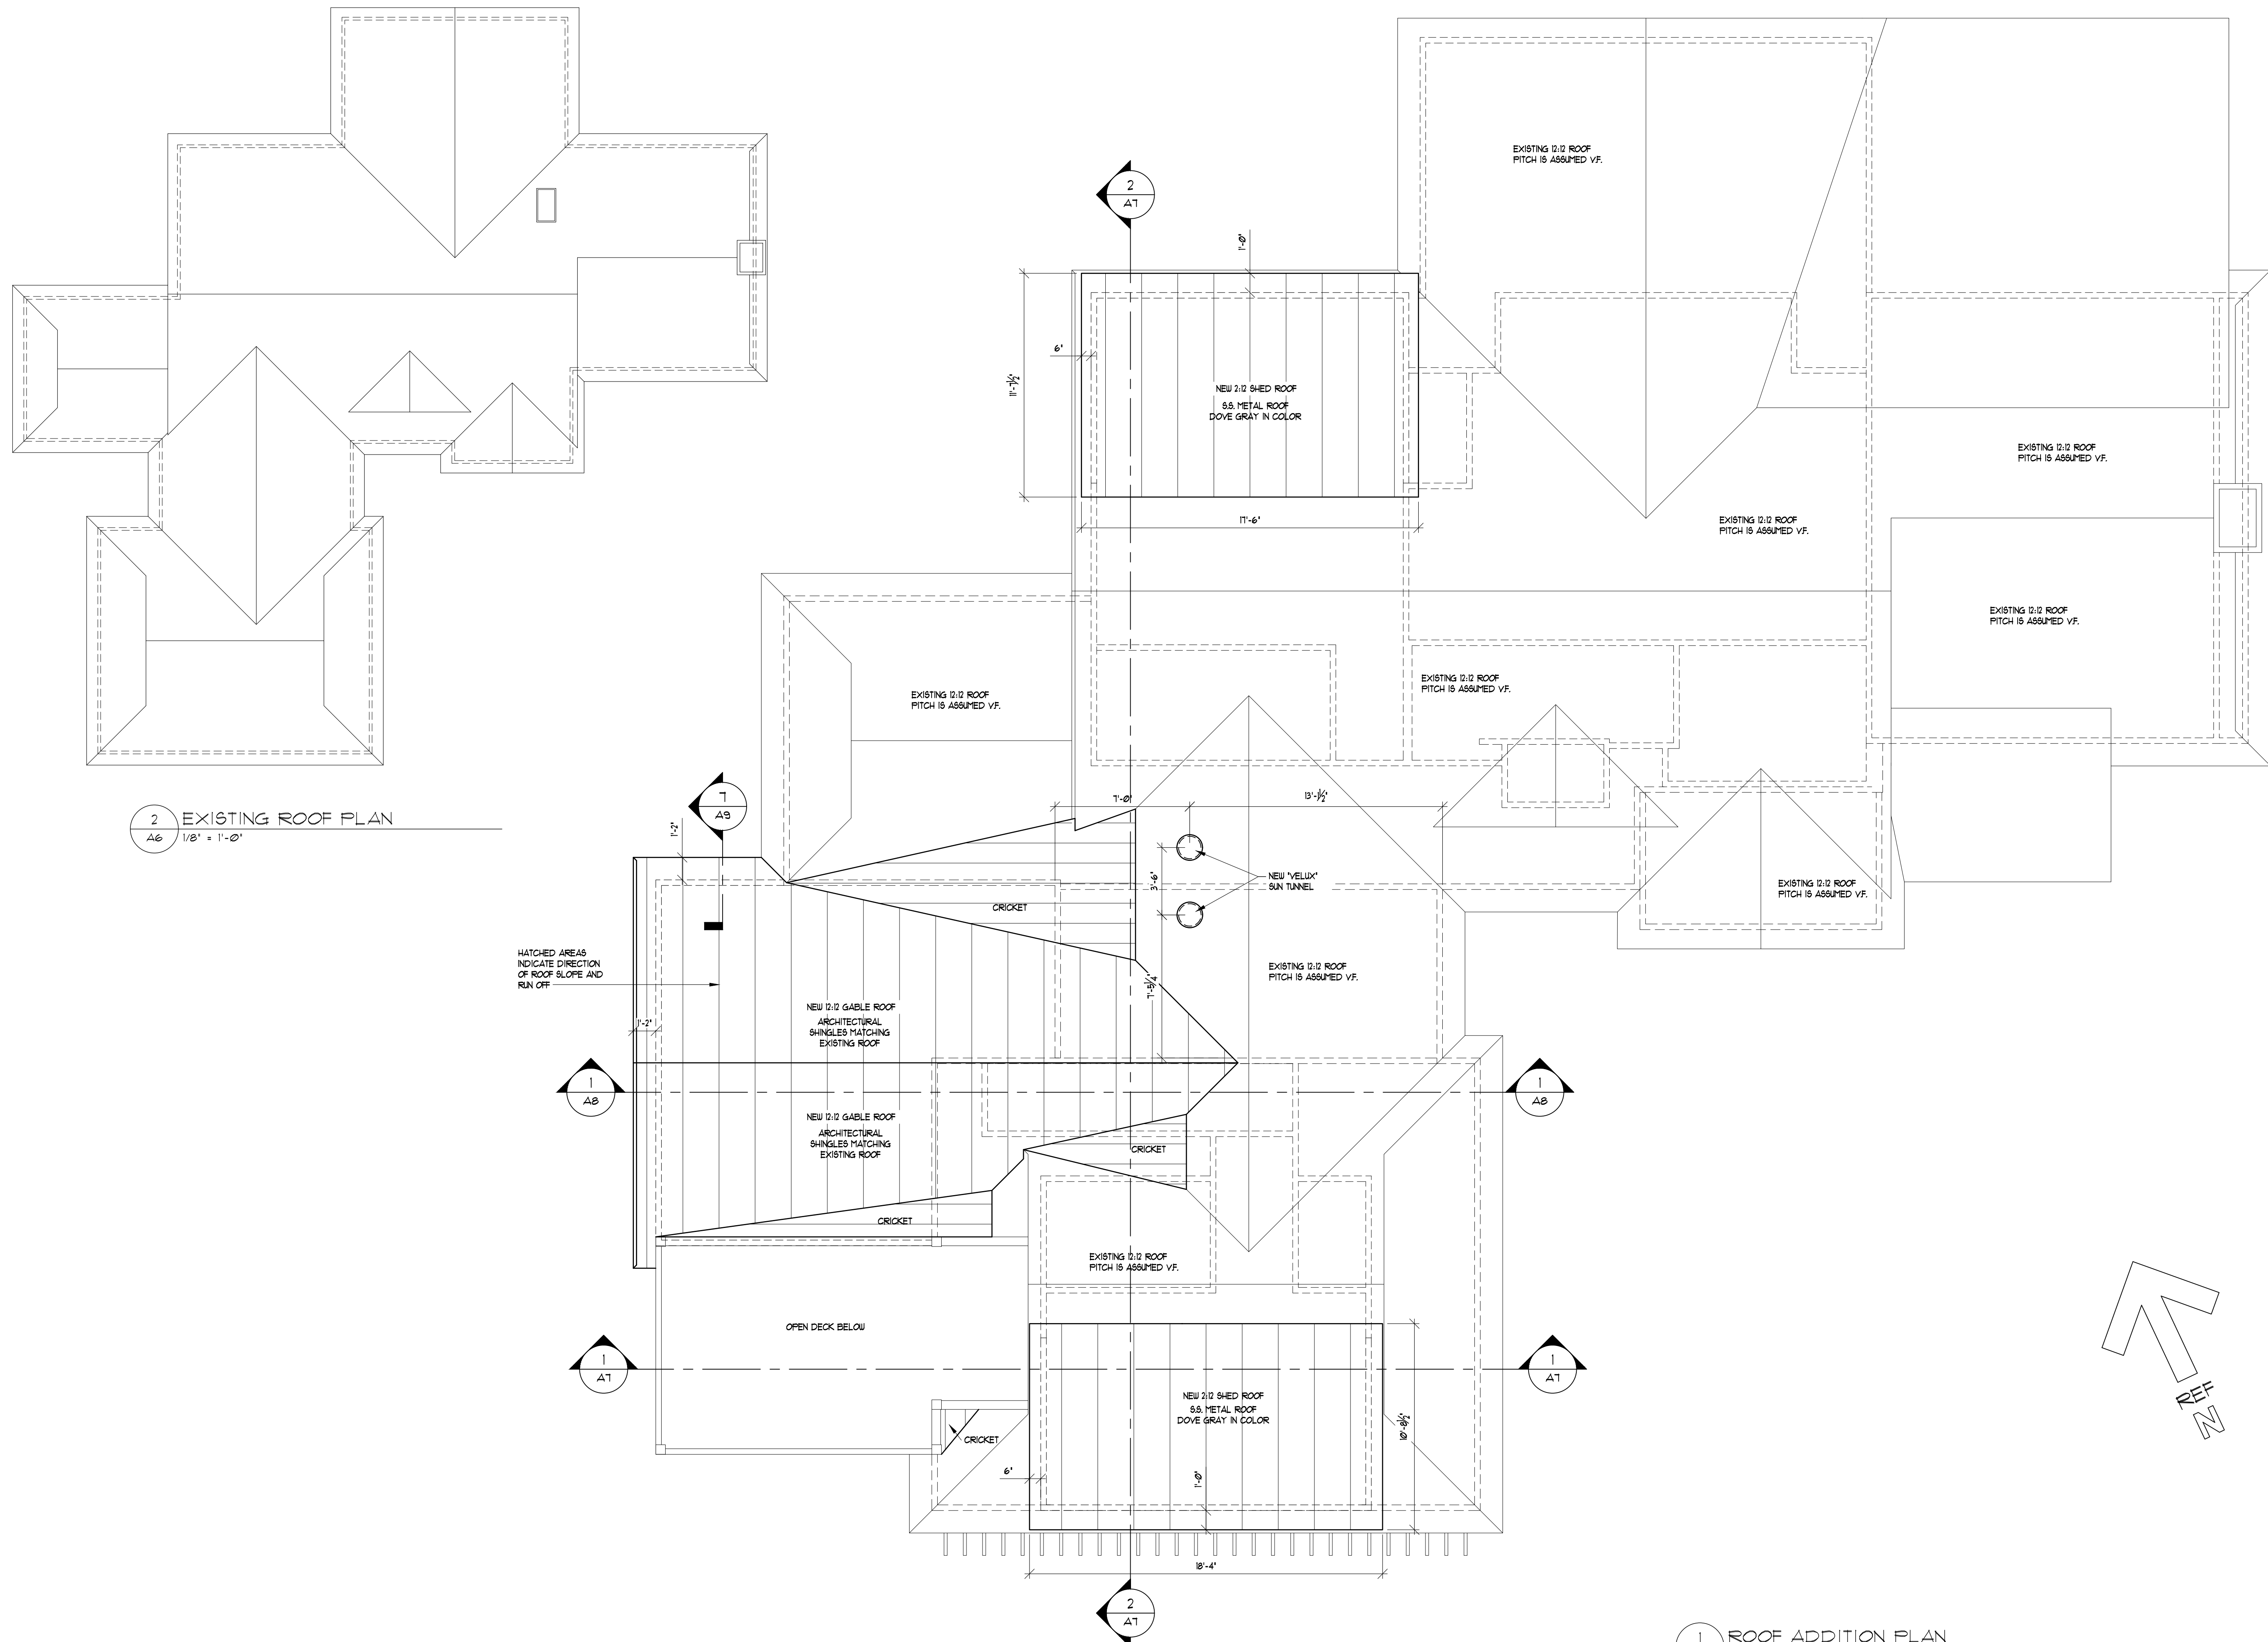 EXISTING 12:12 ROOF
PITCH IS ASSUMED V.F.
2
A7
1'-0"
6"
11'-7½"
NEW 2:12 SHED ROOF
S.S. METAL ROOF
DOVE GRAY IN COLOR
17'-6"
EXISTING 12:12 ROOF
PITCH IS ASSUMED V.F.
EXISTING 12:12 ROOF
PITCH IS ASSUMED V.F.
EXISTING 12:12 ROOF
PITCH IS ASSUMED V.F.
EXISTING 12:12 ROOF
PITCH IS ASSUMED V.F.
EXISTING 12:12 ROOF
PITCH IS ASSUMED V.F.
2
A6
EXISTING ROOF PLAN
1/8" = 1'-0"
7
A9
1'-2"
7'-0"
13'-1½"
3'-6"
NEW "VELUX"
SUN TUNNEL
EXISTING 12:12 ROOF
PITCH IS ASSUMED V.F.
CRICKET
HATCHED AREAS
INDICATE DIRECTION
OF ROOF SLOPE AND
RUN OFF
EXISTING 12:12 ROOF
PITCH IS ASSUMED V.F.
7'-5¼"
1'-2"
NEW 12:12 GABLE ROOF
ARCHITECTURAL
SHINGLES MATCHING
EXISTING ROOF
1
A8
1
A8
NEW 12:12 GABLE ROOF
ARCHITECTURAL
SHINGLES MATCHING
EXISTING ROOF
CRICKET
CRICKET
EXISTING 12:12 ROOF
PITCH IS ASSUMED V.F.
OPEN DECK BELOW
1
A7
1
A7
NEW 2:12 SHED ROOF
S.S. METAL ROOF
DOVE GRAY IN COLOR
10'-8½"
CRICKET
6"
1'-0"
18'-4"
2
A7
REF
N
1
ROOF ADDITION PLAN